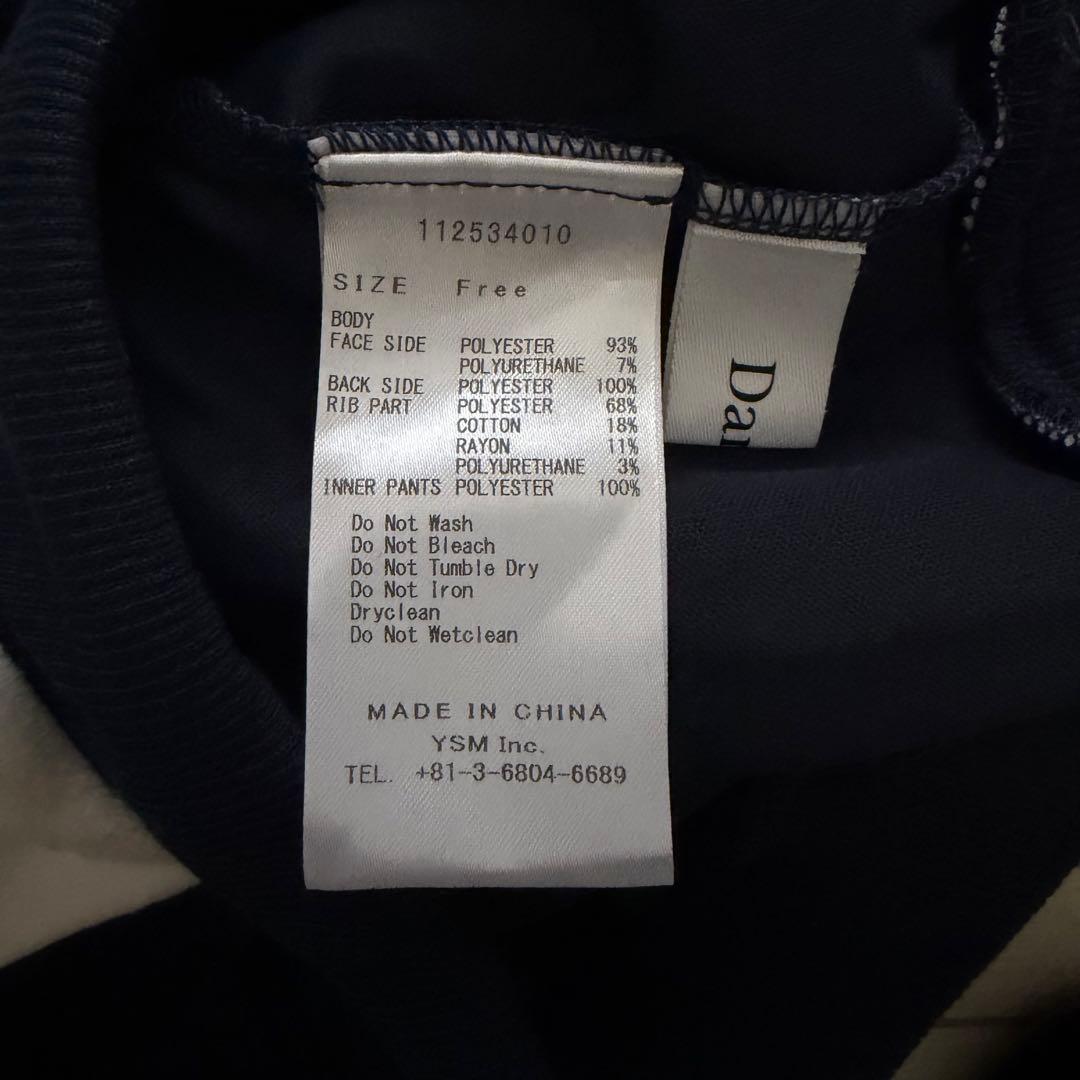 112534010
SIZE Free
BODY
FACE SIDE POLYESTER 93%
POLYURETHANE 7%
BACK SIDE POLYESTER 100%
RIB PART POLYESTER 68%
COTTON 18%
RAYON 11%
POLYURETHANE 3%
INNER PANTS POLYESTER 100%
Do Not Wash
Do Not Bleach
Do Not Tumble Dry
Do Not Iron
Dryclean
Do Not Wetclean
MADE IN CHINA
YSM Inc.
TEL. +81-3-6804-6689